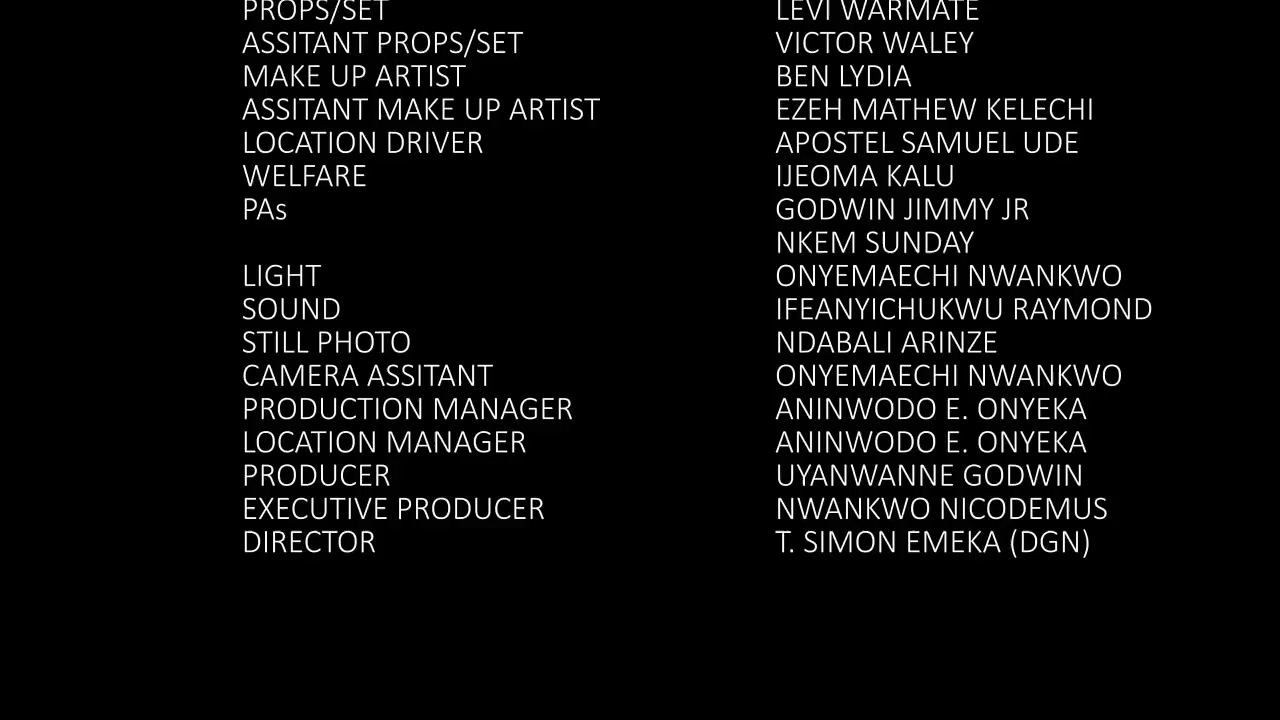 PROPS/SET LEVI WARMATE
ASSITANT PROPS/SET VICTOR WALEY
MAKE UP ARTIST BEN LYDIA
ASSITANT MAKE UP ARTIST EZEH MATHEW KELECHI
LOCATION DRIVER APOSTEL SAMUEL UDE
WELFARE IJEOMA KALU
PAs GODWIN JIMMY JR
NKEM SUNDAY
LIGHT ONYEMAECHI NWANKWO
SOUND IFEANYICHUKWU RAYMOND
STILL PHOTO NDABALI ARINZE
CAMERA ASSITANT ONYEMAECHI NWANKWO
PRODUCTION MANAGER ANINWODO E. ONYEKA
LOCATION MANAGER ANINWODO E. ONYEKA
PRODUCER UYANWANNE GODWIN
EXECUTIVE PRODUCER NWANKWO NICODEMUS
DIRECTOR T. SIMON EMEKA (DGN)